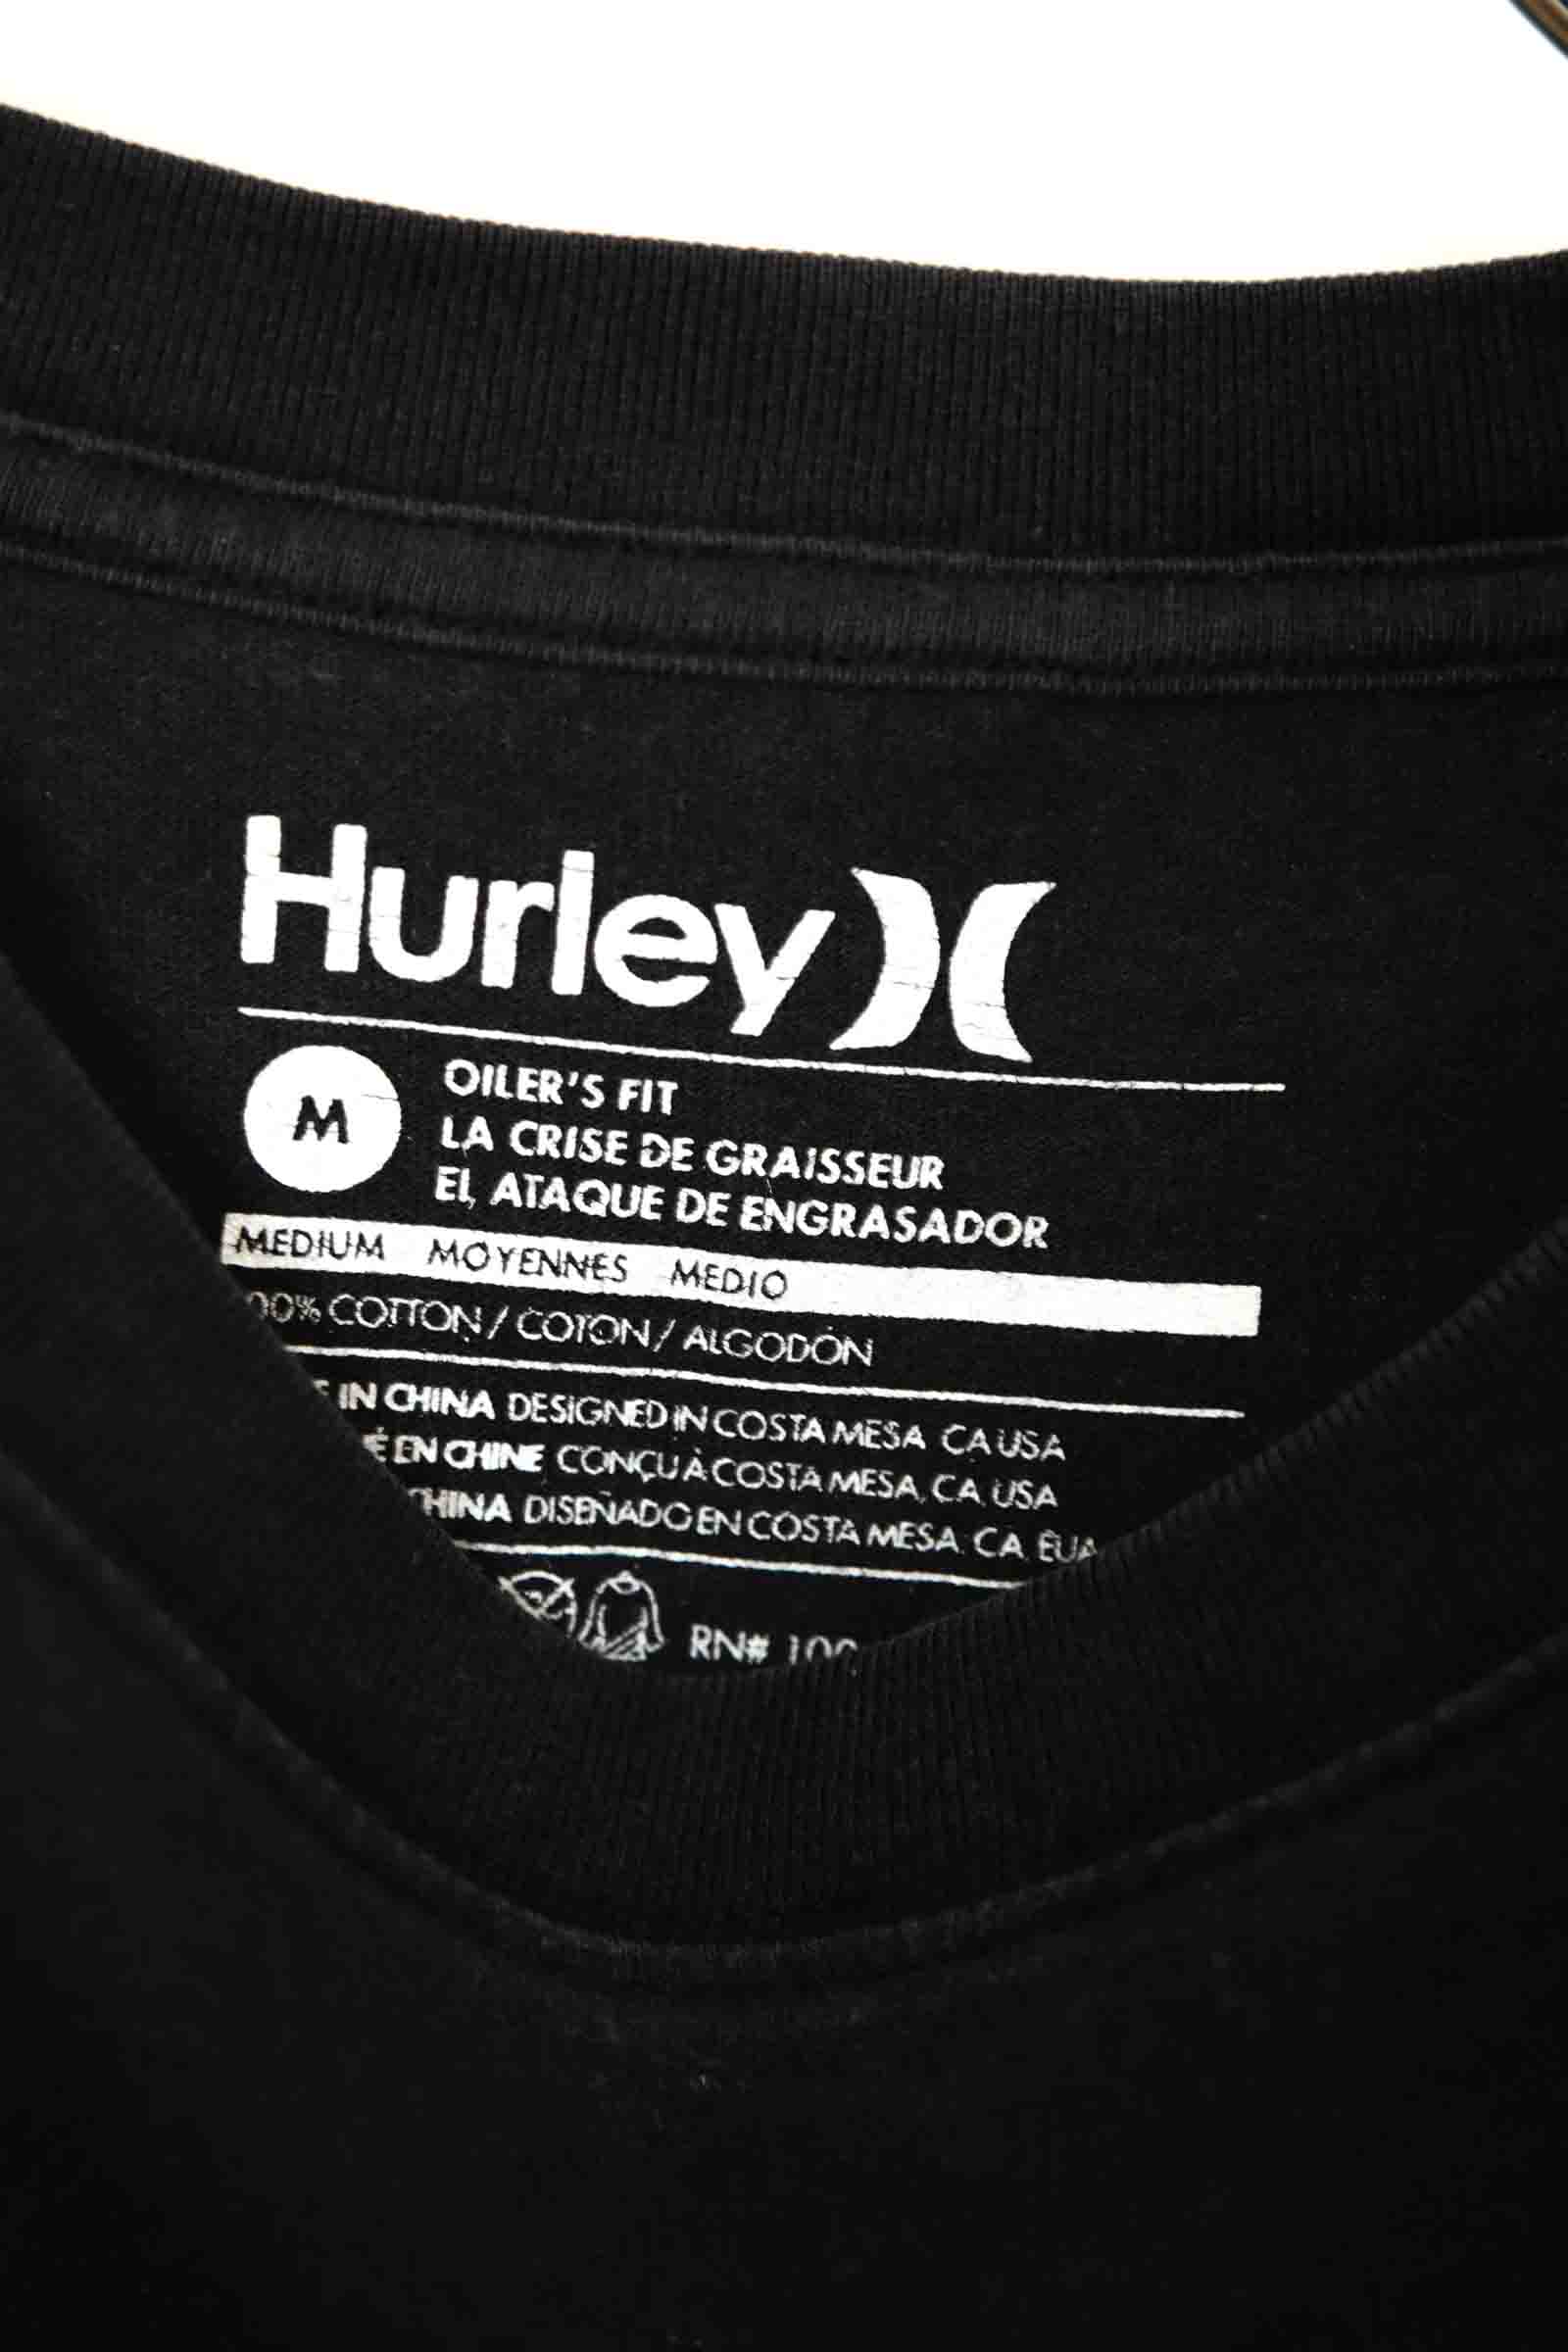 Hurley
M
OILER'S FIT
LA CRISE DE GRAISSEUR
EL ATAQUE DE ENGRASADOR
MEDIUM MOYENNES MEDIO
00% COTTON / COTON / ALGODÓN
IN CHINA DESIGNED IN COSTA MESA CA USA
EN CHINE CONÇU À COSTA MESA, CA, USA
CHINA DISEÑADO EN COSTA MESA. CA. EUA
RN# 100